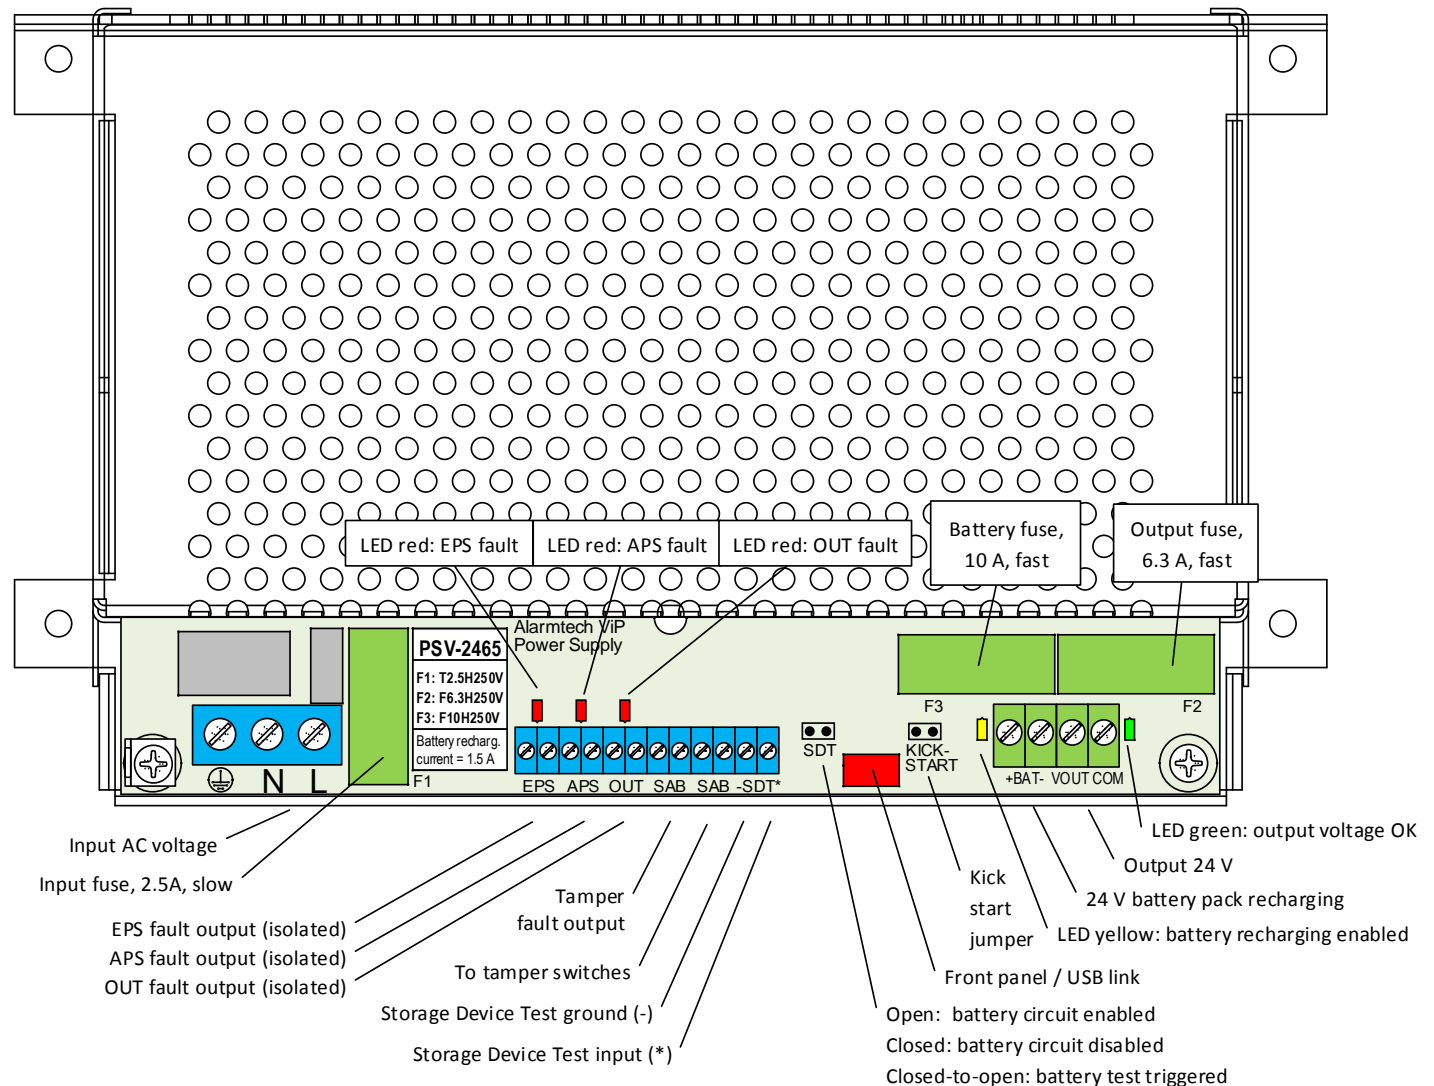 LED red: EPS fault
LED red: APS fault
LED red: OUT fault
Battery fuse,
10 A, fast
Output fuse,
6.3 A, fast
Alarmtech ViP
Power Supply
PSV-2465
F1: T2.5H250V
F2: F6.3H250V
F3: F10H250V
Battery recharg.
current = 1.5 A
F1
F3
F2
N L
EPS APS OUT SAB SAB -SDT*
SDT
KICK-
START
+BAT- VOUT COM
Input AC voltage
Input fuse, 2.5A, slow
EPS fault output (isolated)
APS fault output (isolated)
OUT fault output (isolated)
Tamper
fault output
To tamper switches
Storage Device Test ground (-)
Storage Device Test input (*)
LED green: output voltage OK
Output 24 V
24 V battery pack recharging
LED yellow: battery recharging enabled
Kick
start
jumper
Front panel / USB link
Open: battery circuit enabled
Closed: battery circuit disabled
Closed-to-open: battery test triggered